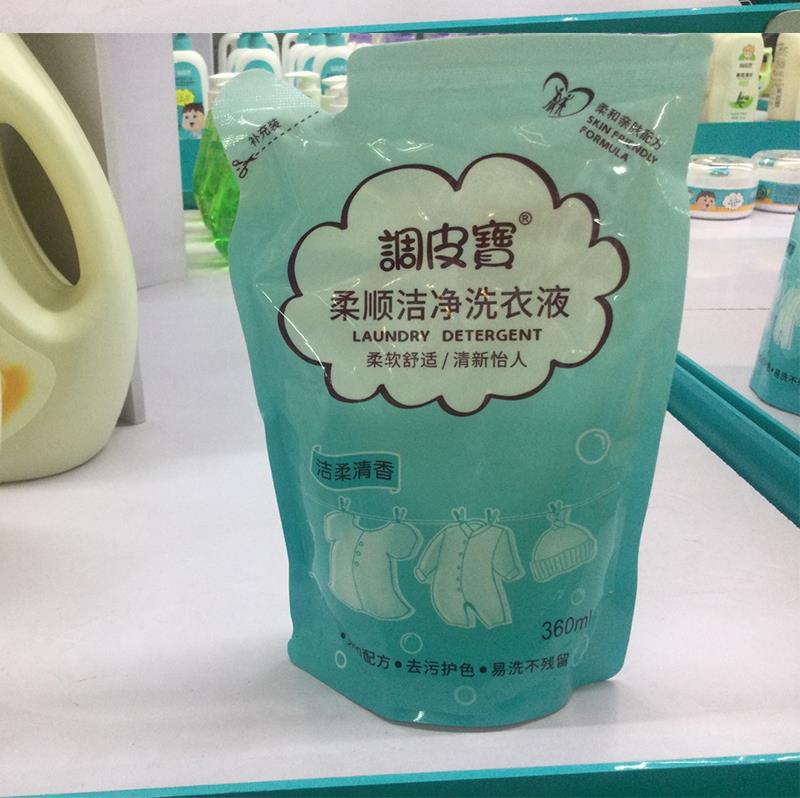 补充装
柔和亲肤配方
SKIN FRIENDLY
FORMULA
調皮寶®
柔顺洁净洗衣液
LAUNDRY DETERGENT
柔软舒适/清新怡人
洁柔清香
360ml
配方●去污护色●易洗不残留